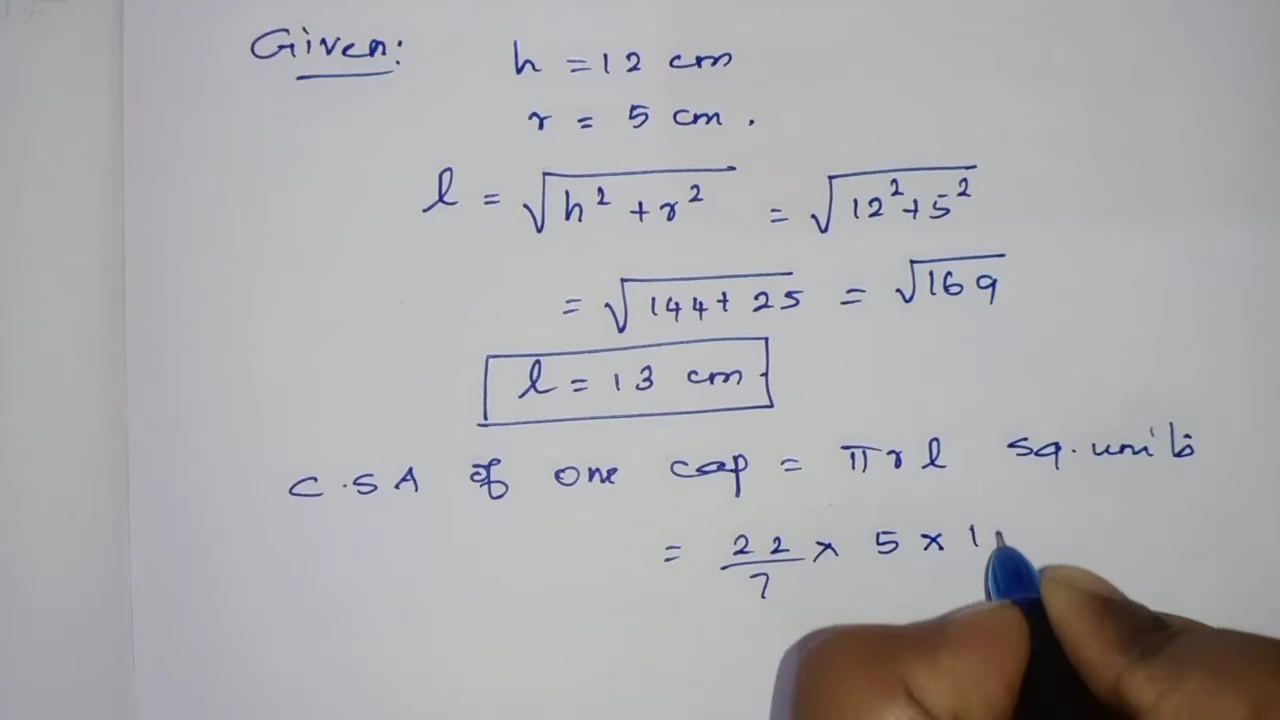 Given: h = 12 cm
r = 5 cm.
l = √h² + r² = √12² + 5²
= √144 + 25 = √169
l = 13 cm
C.S.A of one cap = πrl sq. units
= 22/7 × 5 × 1